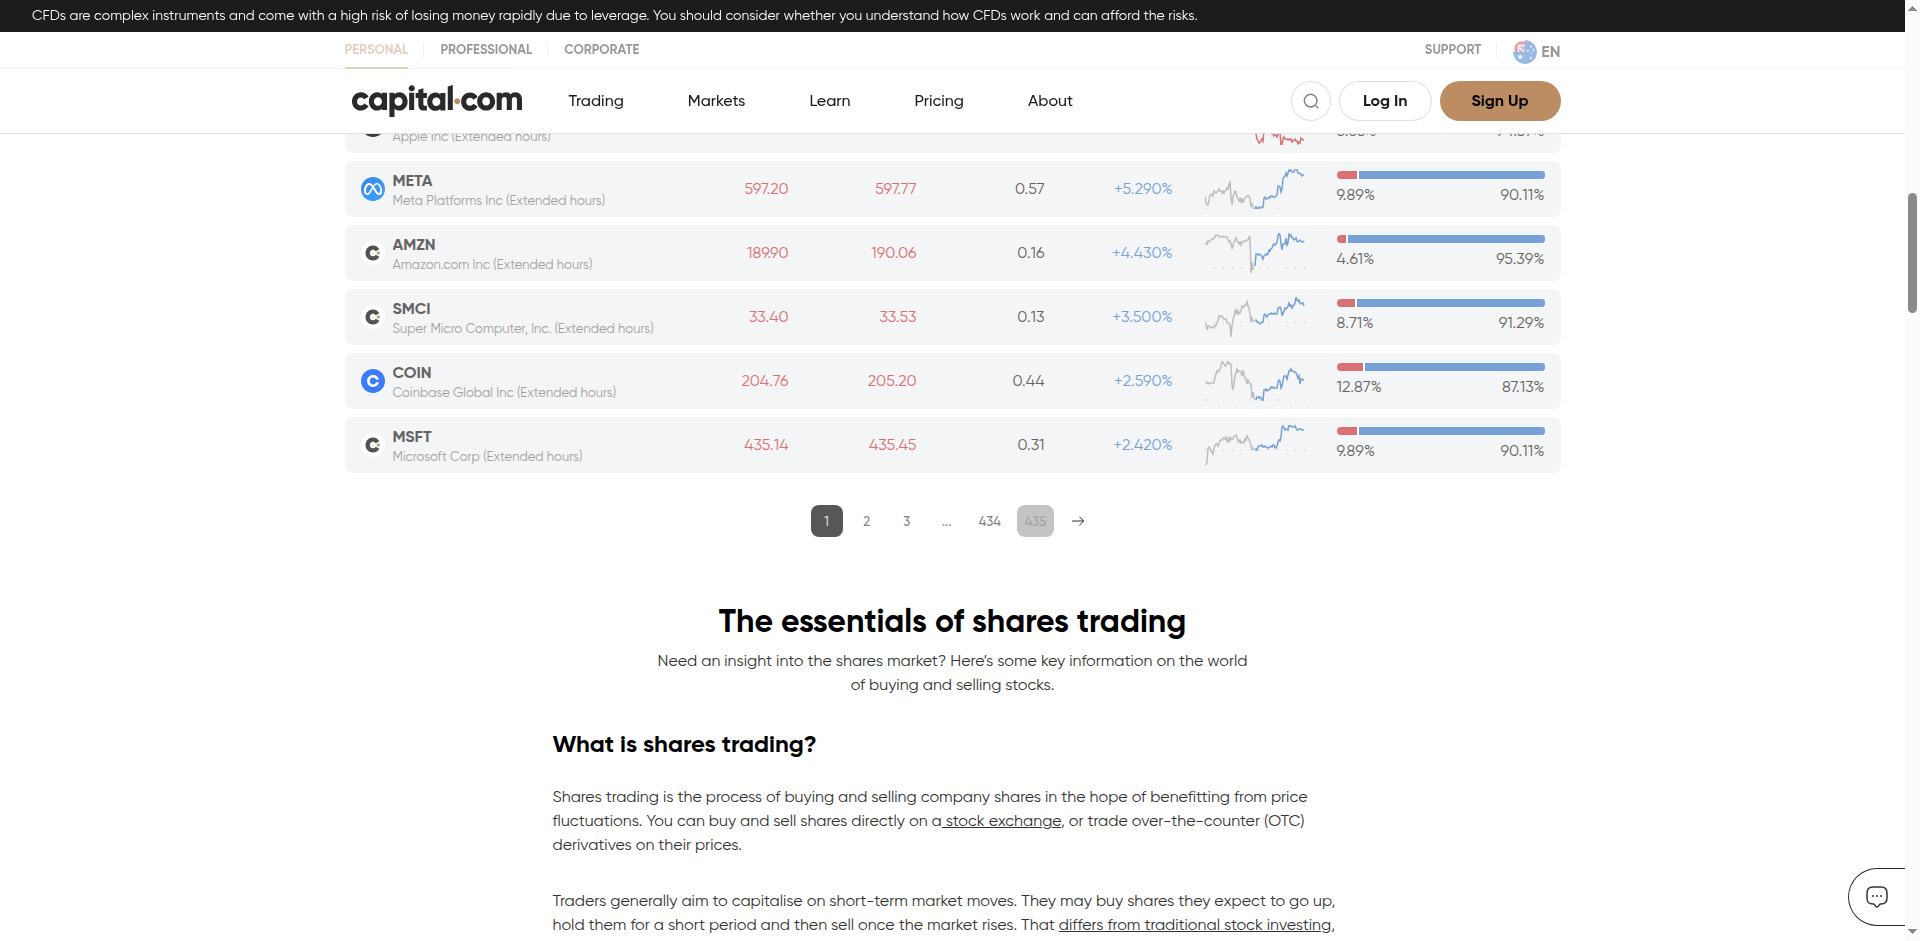 CFDs are complex instruments and come with a high risk of losing money rapidly due to leverage. You should consider whether you understand how CFDs work and can afford the risks.
PERSONAL PROFESSIONAL CORPORATE SUPPORT EN
capital.com Trading Markets Learn Pricing About Log In Sign Up
Apple Inc (Extended hours)
META
Meta Platforms Inc (Extended hours)
597.20 597.77 0.57 +5.290%
9.89% 90.11%
AMZN
Amazon.com Inc (Extended hours)
189.90 190.06 0.16 +4.430%
4.61% 95.39%
SMCI
Super Micro Computer, Inc. (Extended hours)
33.40 33.53 0.13 +3.500%
8.71% 91.29%
COIN
Coinbase Global Inc (Extended hours)
204.76 205.20 0.44 +2.590%
12.87% 87.13%
MSFT
Microsoft Corp (Extended hours)
435.14 435.45 0.31 +2.420%
9.89% 90.11%
1 2 3 ... 434 435
The essentials of shares trading
Need an insight into the shares market? Here’s some key information on the world
of buying and selling stocks.
What is shares trading?
Shares trading is the process of buying and selling company shares in the hope of benefitting from price
fluctuations. You can buy and sell shares directly on a stock exchange, or trade over-the-counter (OTC)
derivatives on their prices.
Traders generally aim to capitalise on short-term market moves. They may buy shares they expect to go up,
hold them for a short period and then sell once the market rises. That differs from traditional stock investing,